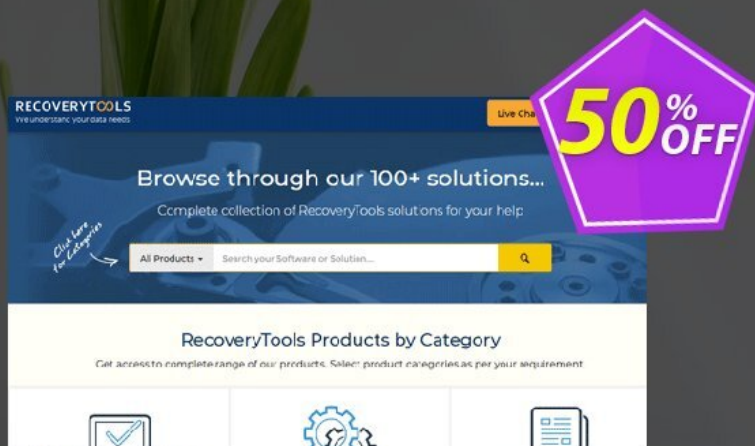 RECOVERYTOOLS
We understand your data needs
Live Cha
50% OFF
Browse through our 100+ solutions...
Complete collection of RecoveryTools solutions for your help
Click here
for Categories
All Products
Search your Software or Solution...
RecoveryTools Products by Category
Get access to complete range of our products. Select product categories as per your requirement